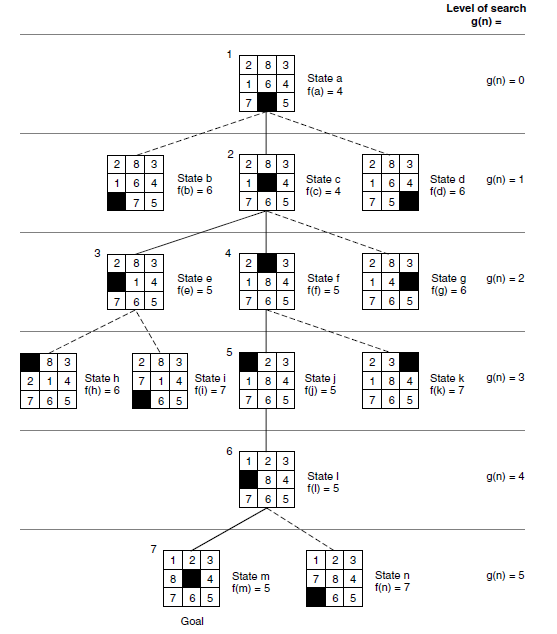 Level of search
g(n) =
1
2 8 3
1 6 4
7 5
State a
f(a) = 4
g(n) = 0
2 8 3
1 6 4
7 5
State b
f(b) = 6
2
2 8 3
1 4
7 6 5
State c
f(c) = 4
2 8 3
1 6 4
7 5
State d
f(d) = 6
g(n) = 1
3
2 8 3
1 4
7 6 5
State e
f(e) = 5
4
2 3
1 8 4
7 6 5
State f
f(f) = 5
2 8 3
1 4
7 6 5
State g
f(g) = 6
g(n) = 2
8 3
2 1 4
7 6 5
State h
f(h) = 6
2 8 3
7 1 4
6 5
State i
f(i) = 7
5
2 3
1 8 4
7 6 5
State j
f(j) = 5
2 3
1 8 4
7 6 5
State k
f(k) = 7
g(n) = 3
6
1 2 3
8 4
7 6 5
State l
f(l) = 5
g(n) = 4
7
1 2 3
8 4
7 6 5
State m
f(m) = 5
Goal
1 2 3
7 8 4
6 5
State n
f(n) = 7
g(n) = 5